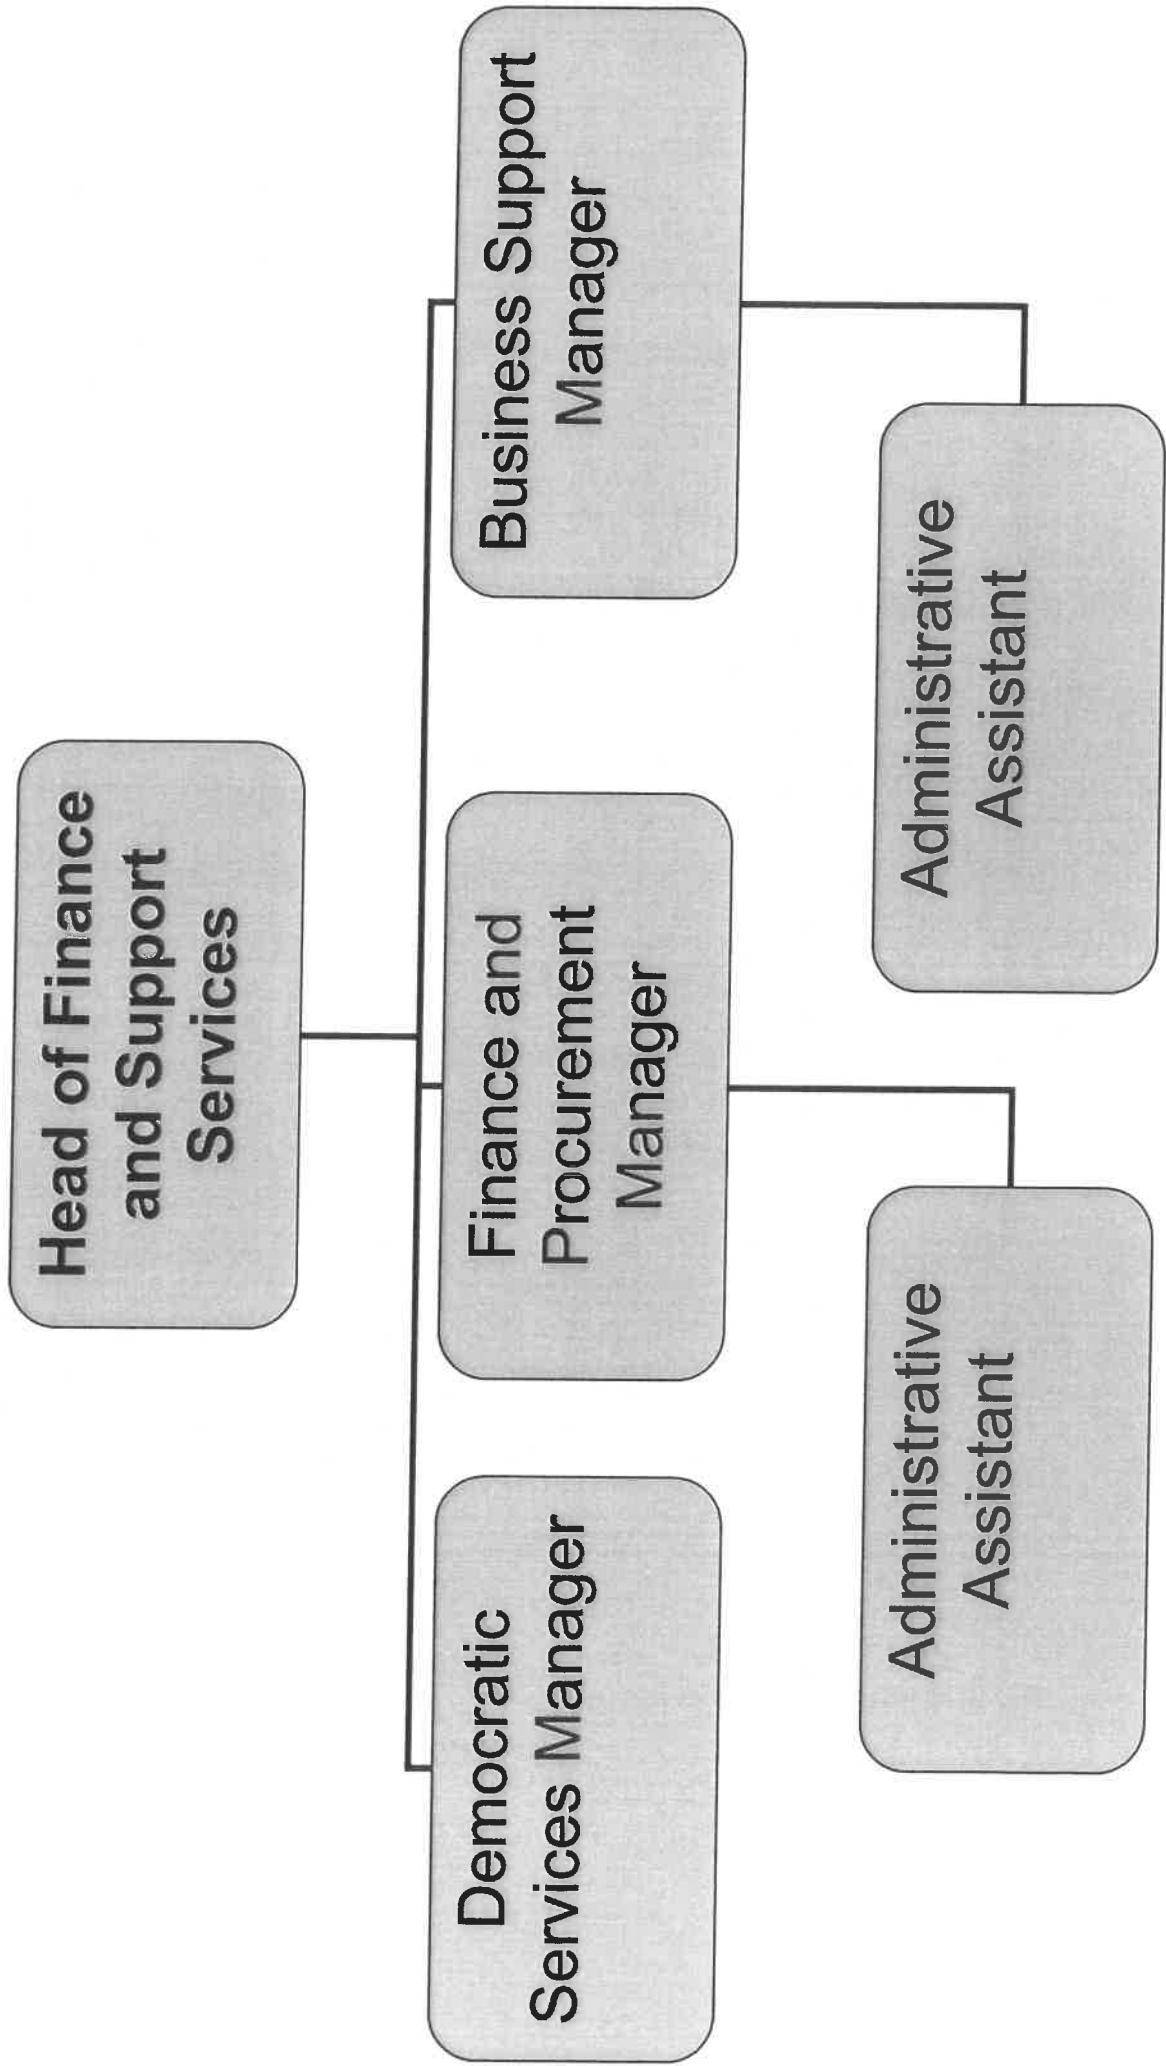 Head of Finance
and Support
Services
Democratic
Services Manager
Finance and
Procurement
Manager
Business Support
Manager
Administrative
Assistant
Administrative
Assistant